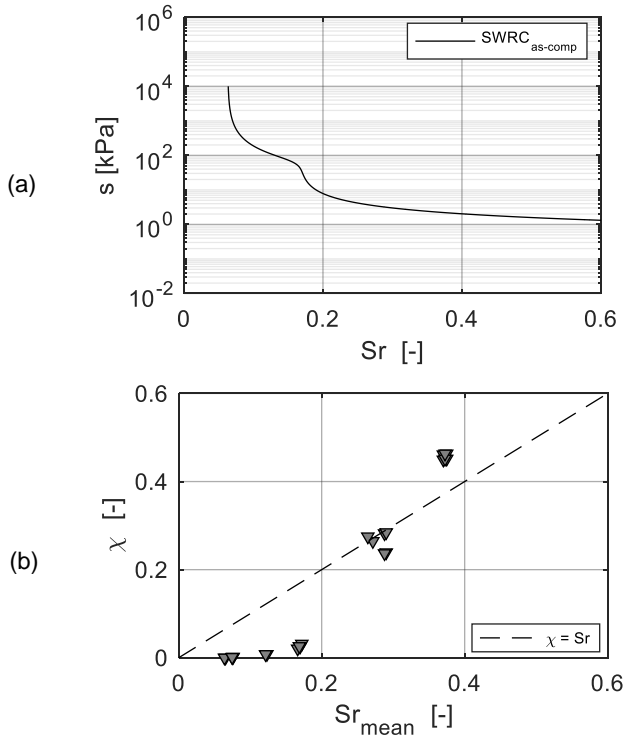 (a)
s [kPa]
10^6
10^4
10^2
10^0
10^-2
SWRC_as-comp
0 0.2 0.4 0.6
Sr [-]
(b)
χ [-]
0.6
0.4
0.2
0
χ = Sr
0 0.2 0.4 0.6
Sr_mean [-]